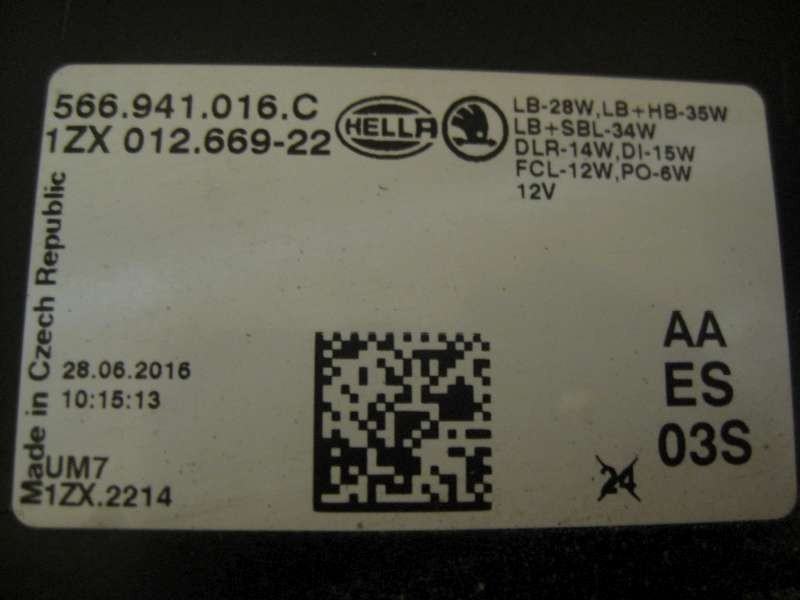 566.941.016.C
1ZX 012.669-22
HELLA
LB-28W,LB+HB-35W
LB+SBL-34W
DLR-14W,DI-15W
FCL-12W,PO-6W
12V
Made in Czech Republic
28.06.2016
10:15:13
UM7
1ZX.2214
AA
ES
03S
24